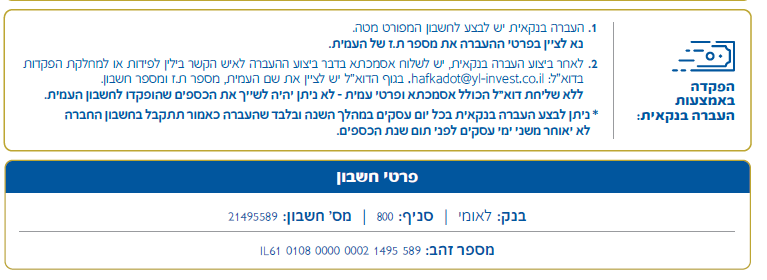 הפקדה
באמצעות
העברה בנקאית:
1. העברה בנקאית יש לבצע לחשבון המפורט מטה.
נא לציין בפרטי ההעברה את מספר ת.ז של העמית.
2. לאחר ביצוע העברה בנקאית, יש לשלוח אסמכתא בדבר ביצוע ההעברה לאיש הקשר בילין לפידות או למחלקת הפקדות
בדוא"ל: hafkadot@yl-invest.co.il. בגוף הדוא"ל יש לציין את שם העמית, מספר ת.ז ומספר חשבון.
ללא שליחת דוא"ל הכולל אסמכתא ופרטי עמית - לא ניתן יהיה לשייך את הכספים שהופקדו לחשבון העמית.
* ניתן לבצע העברה בנקאית בכל יום עסקים במהלך השנה ובלבד שהעברה כאמור תתקבל בחשבון החברה
לא יאוחר משני ימי עסקים לפני תום שנת הכספים.
פרטי חשבון
בנק: לאומי | סניף: 800 | מס' חשבון: 21495589
מספר זהב: IL61 0108 0000 0002 1495 589